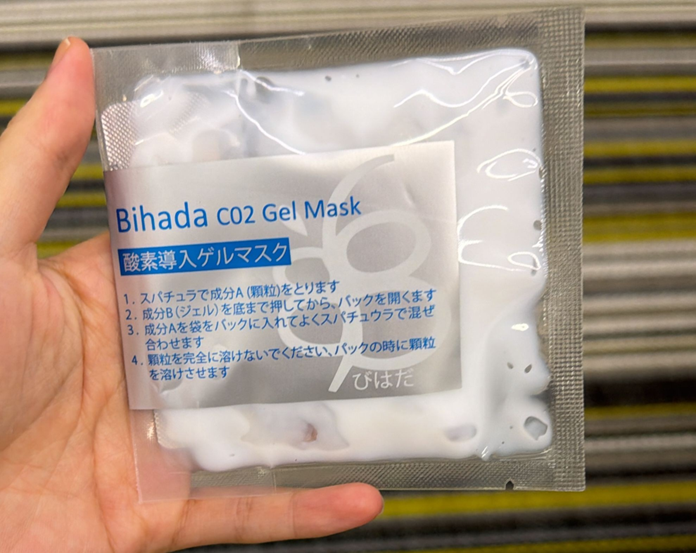 Bihada CO2 Gel Mask
酸素導入ゲルマスク
1. スパチュラで成分A (顆粒)をとります
2. 成分B (ジェル) を底まで押してから、パックを開くます
3. 成分Aを袋をパックに入れてよくスパチュウラで混ぜ
合わせます
4. 顆粒を完全に溶けないでください、パックの時に顆粒
を溶けさせます
びはだ